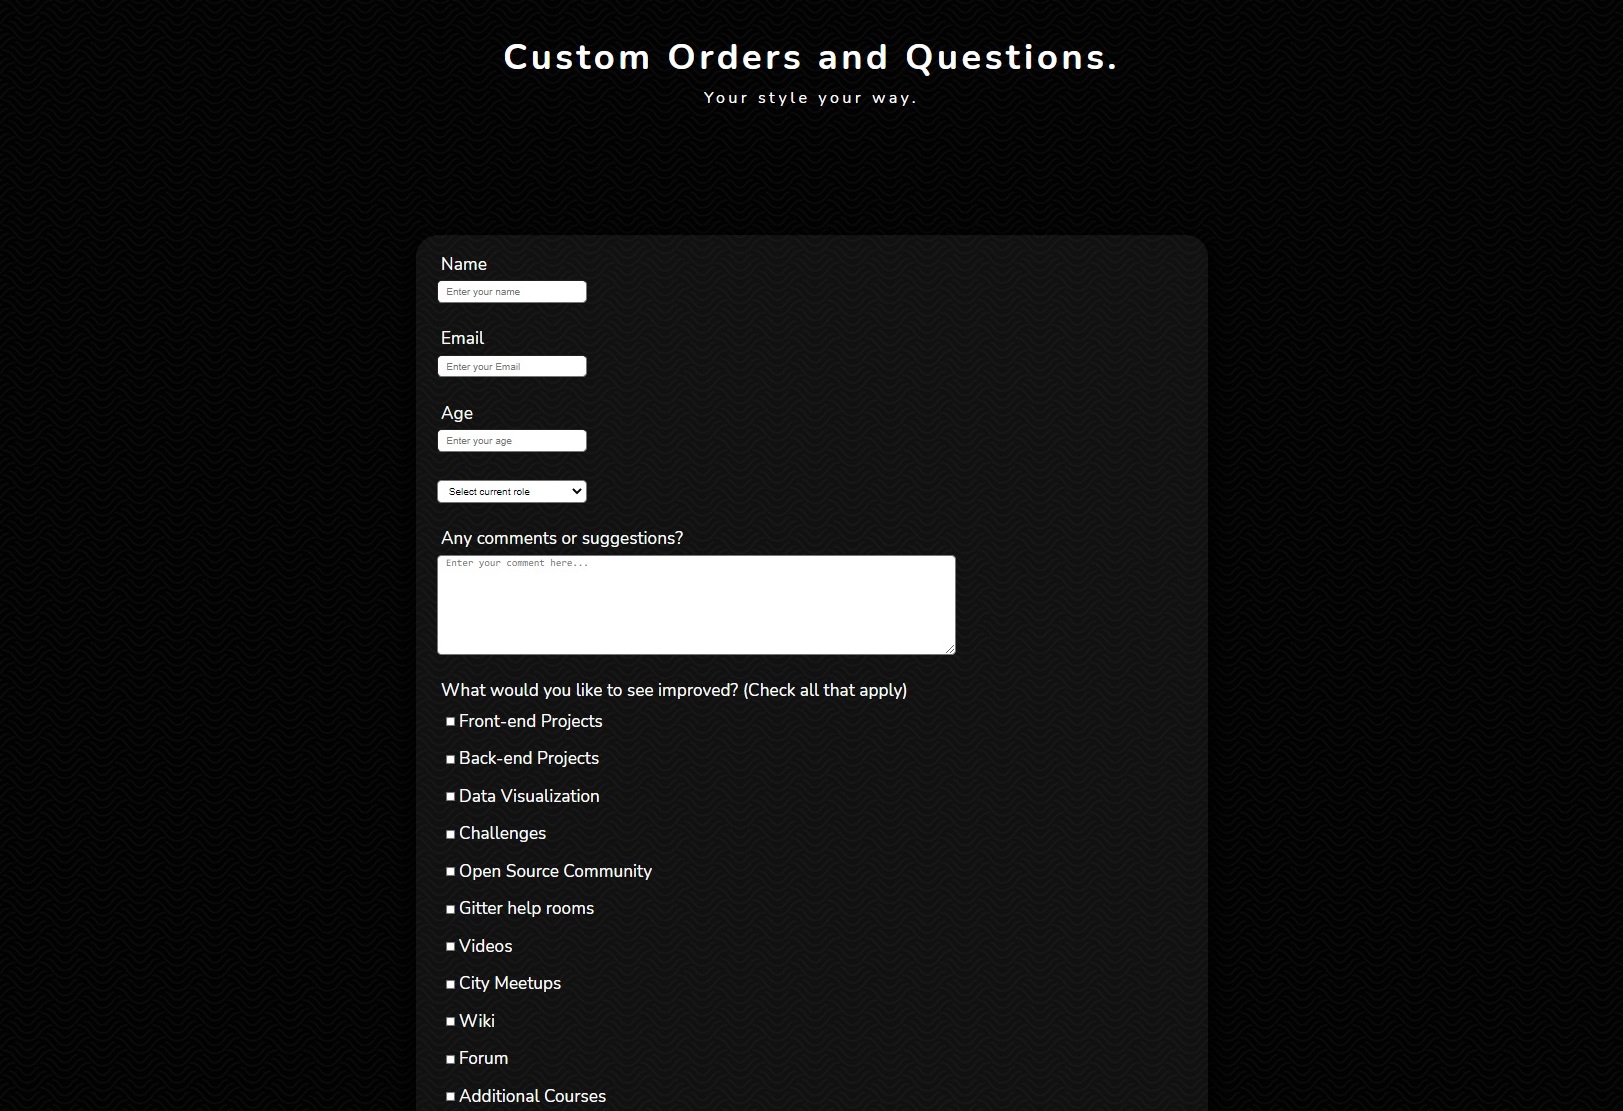 Custom Orders and Questions.
Your style your way.
Name
Enter your name
Email
Enter your Email
Age
Enter your age
Select current role
Any comments or suggestions?
Enter your comment here...
What would you like to see improved? (Check all that apply)
Front-end Projects
Back-end Projects
Data Visualization
Challenges
Open Source Community
Gitter help rooms
Videos
City Meetups
Wiki
Forum
Additional Courses